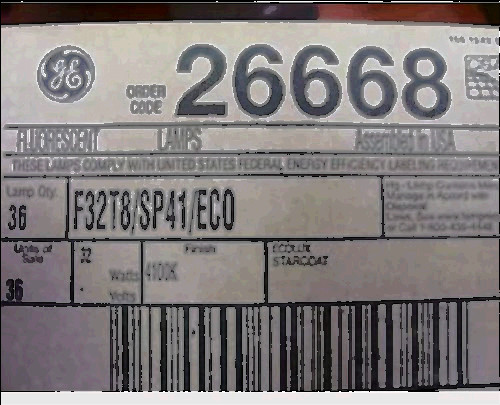 GE
ORDER CODE 26668
FLUORESCENT LAMPS Assembled in USA
THESE LAMPS COMPLY WITH UNITED STATES FEDERAL ENERGY EFFICIENCY LABELING
Lamp Qty.
36
F32T8/SP41/ECO
Units of Sale
36
32 Watts
Volts
Finish
4100K
ECOLUX
STARCOAT